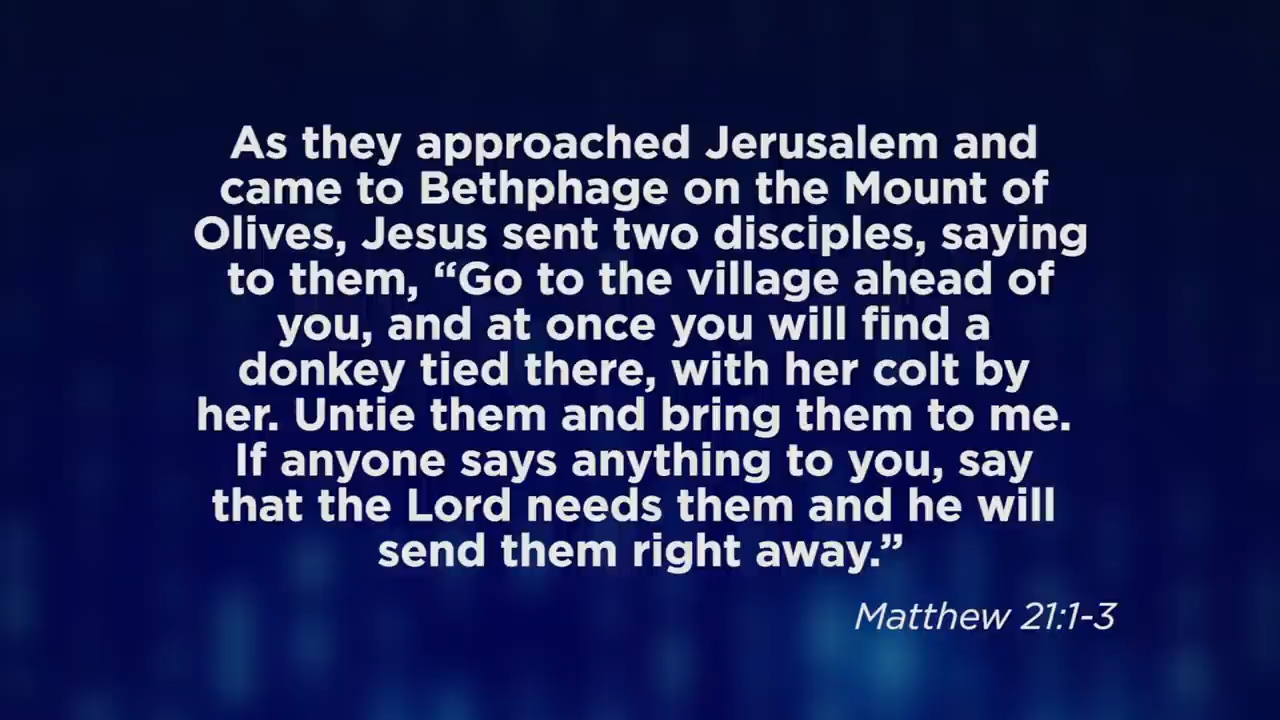 As they approached Jerusalem and
came to Bethphage on the Mount of
Olives, Jesus sent two disciples, saying
to them, “Go to the village ahead of
you, and at once you will find a
donkey tied there, with her colt by
her. Untie them and bring them to me.
If anyone says anything to you, say
that the Lord needs them and he will
send them right away.”
Matthew 21:1-3